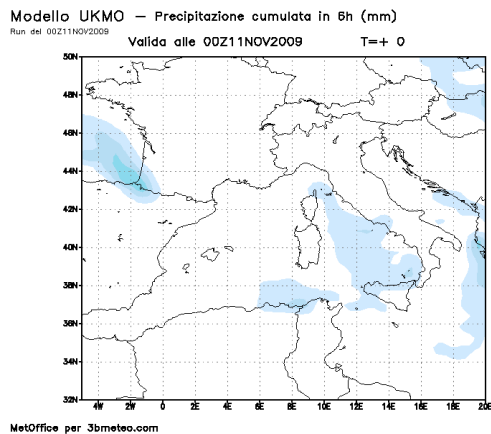 Modello UKMO – Precipitazione cumulata in 6h (mm)
Run del 00Z11NOV2009
Valida alle 00Z11NOV2009 T=+ 0
50N
48N
46N
44N
42N
40N
38N
36N
34N
32N
4W 2W 0 2E 4E 6E 8E 10E 12E 14E 16E 18E 20E
MetOffice per 3bmeteo.com